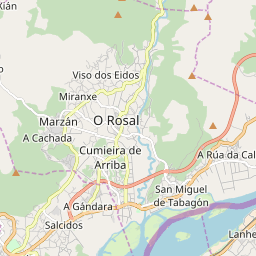 Xián
Viso dos Eidos
Miranxe
Marzán
O Rosal
A Cachada
Cumieira de
Arriba
A Rúa da Cal
San Miguel
de Tabagón
A Gándara
Salcidos
Lanhe